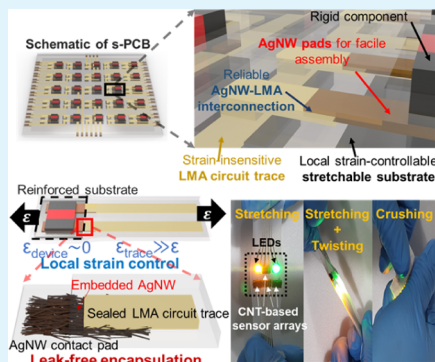 Schematic of s-PCB
Rigid component
AgNW pads for facile
assembly
Reliable
AgNW-LMA
interconnection
Strain-insensitive
LMA circuit trace
Local strain-controllable
stretchable substrate
Reinforced substrate
ε
ε
εdevice ~0 εtrace≫ε
Local strain control
Embedded AgNW
Sealed LMA circuit trace
AgNW contact pad
Leak-free encapsulation
Stretching
Stretching
+
Twisting
Crushing
LEDs
CNT-based
sensor arrays